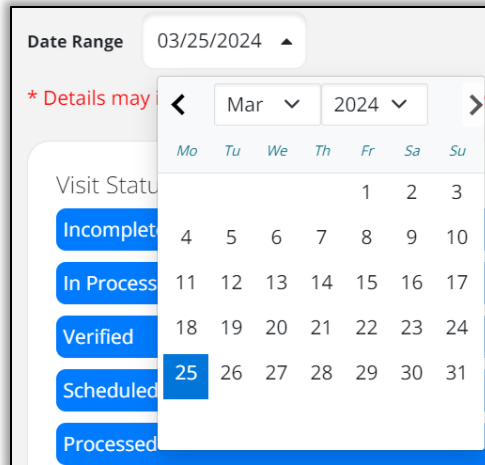 Date Range 03/25/2024
* Details may
Mar 2024
Mo Tu We Th Fr Sa Su
1 2 3
Visit Statu
4 5 6 7 8 9 10
Incomplet
11 12 13 14 15 16 17
In Process
18 19 20 21 22 23 24
Verified
25 26 27 28 29 30 31
Scheduled
Processed